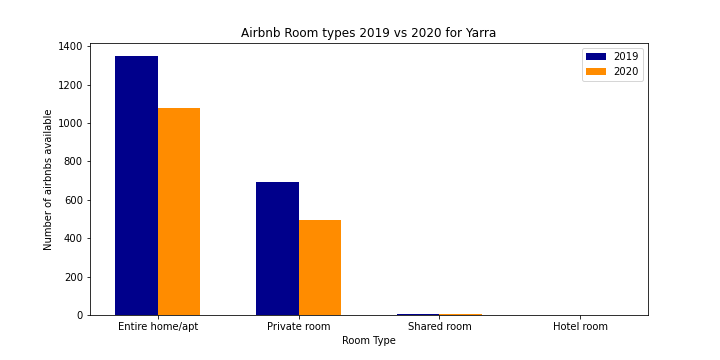 Airbnb Room types 2019 vs 2020 for Yarra
2019
2020
Number of airbnbs available
1400
1200
1000
800
600
400
200
0
Entire home/apt
Private room
Shared room
Hotel room
Room Type